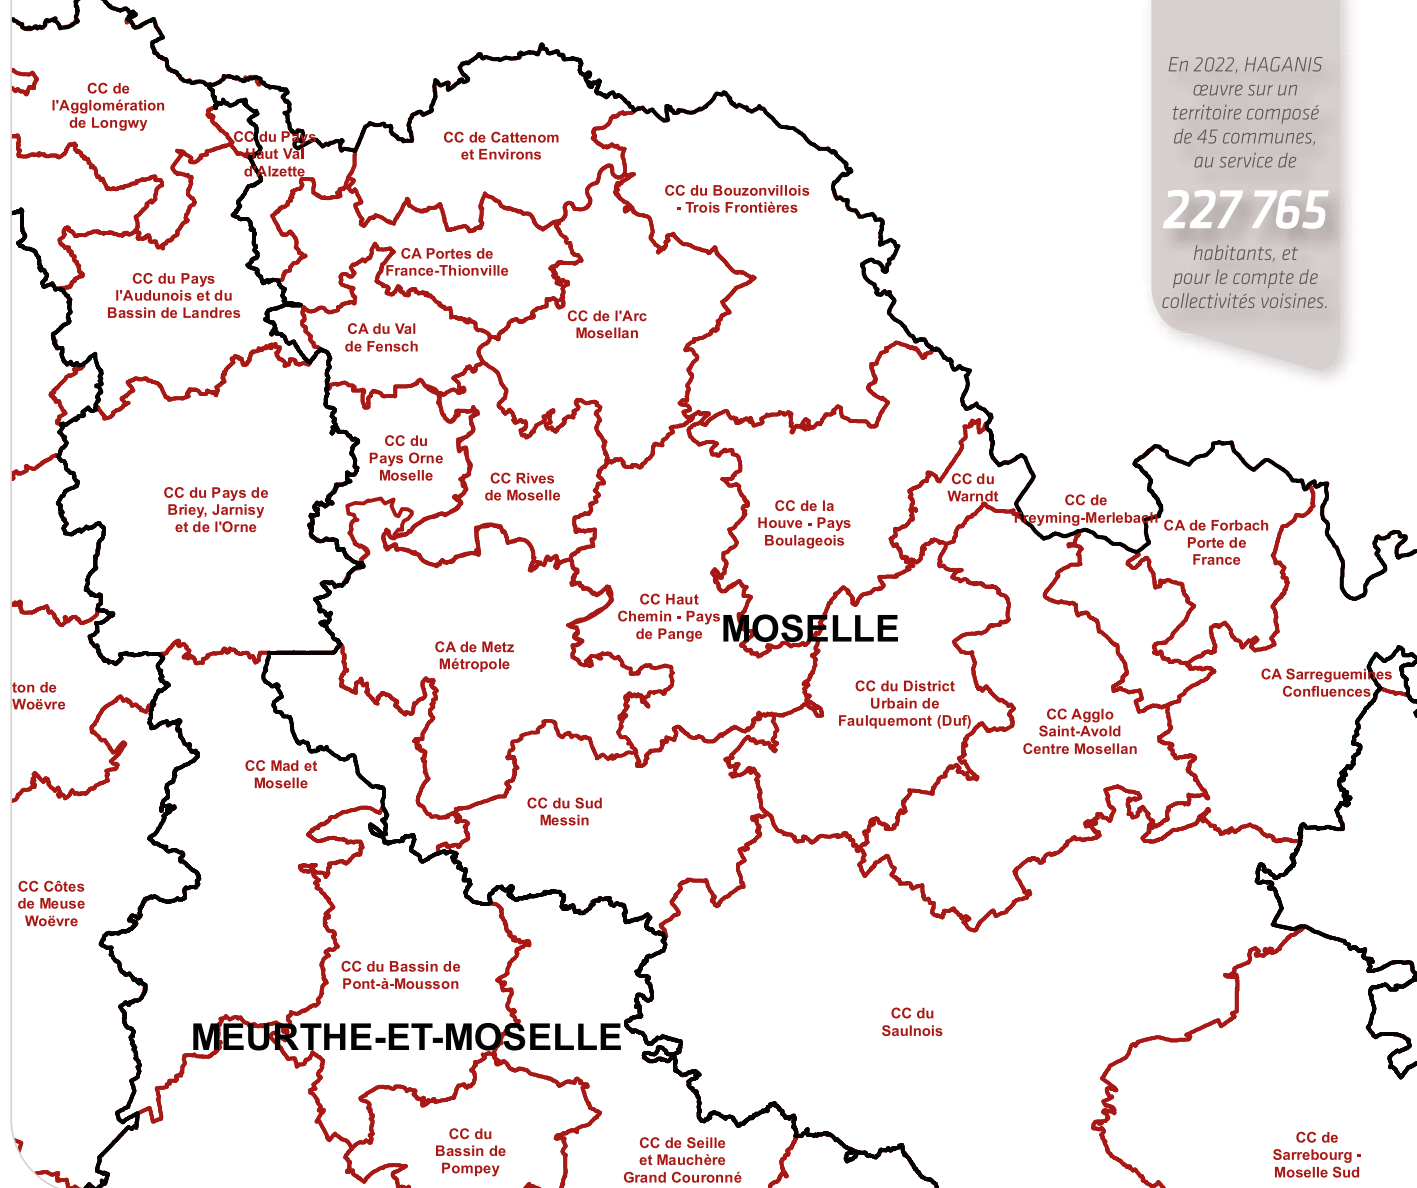 En 2022, HAGANIS
œuvre sur un
territoire composé
de 45 communes,
au service de
227 765
habitants, et
pour le compte de
collectivités voisines.
CC de
l'Agglomération
de Longwy
CC du Pays
Haut Val
d'Alzette
CC de Cattenom
et Environs
CC du Bouzonvillois
- Trois Frontières
CC du Pays
l'Audunois et du
Bassin de Landres
CA Portes de
France-Thionville
CA du Val
de Fensch
CC de l'Arc
Mosellan
CC du
Pays Orne
Moselle
CC Rives
de Moselle
CC du Pays de
Briey, Jarnisy
et de l'Orne
CC de la
Houve - Pays
Boulageois
CC du
Warndt
CC de
Freyming-Merlebach
CA de Forbach
Porte de
France
CC Haut
Chemin - Pays
de Pange
MOSELLE
CA de Metz
Métropole
CC du District
Urbain de
Faulquemont (Duf)
CC Agglo
Saint-Avold
Centre Mosellan
CA Sarreguemines
Confluences
ton de
Woëvre
CC Mad et
Moselle
CC du Sud
Messin
CC Côtes
de Meuse
Woëvre
CC du Bassin de
Pont-à-Mousson
MEURTHE-ET-MOSELLE
CC du
Saulnois
CC du
Bassin de
Pompey
CC de Seille
et Mauchère
Grand Couronné
CC de
Sarrebourg -
Moselle Sud